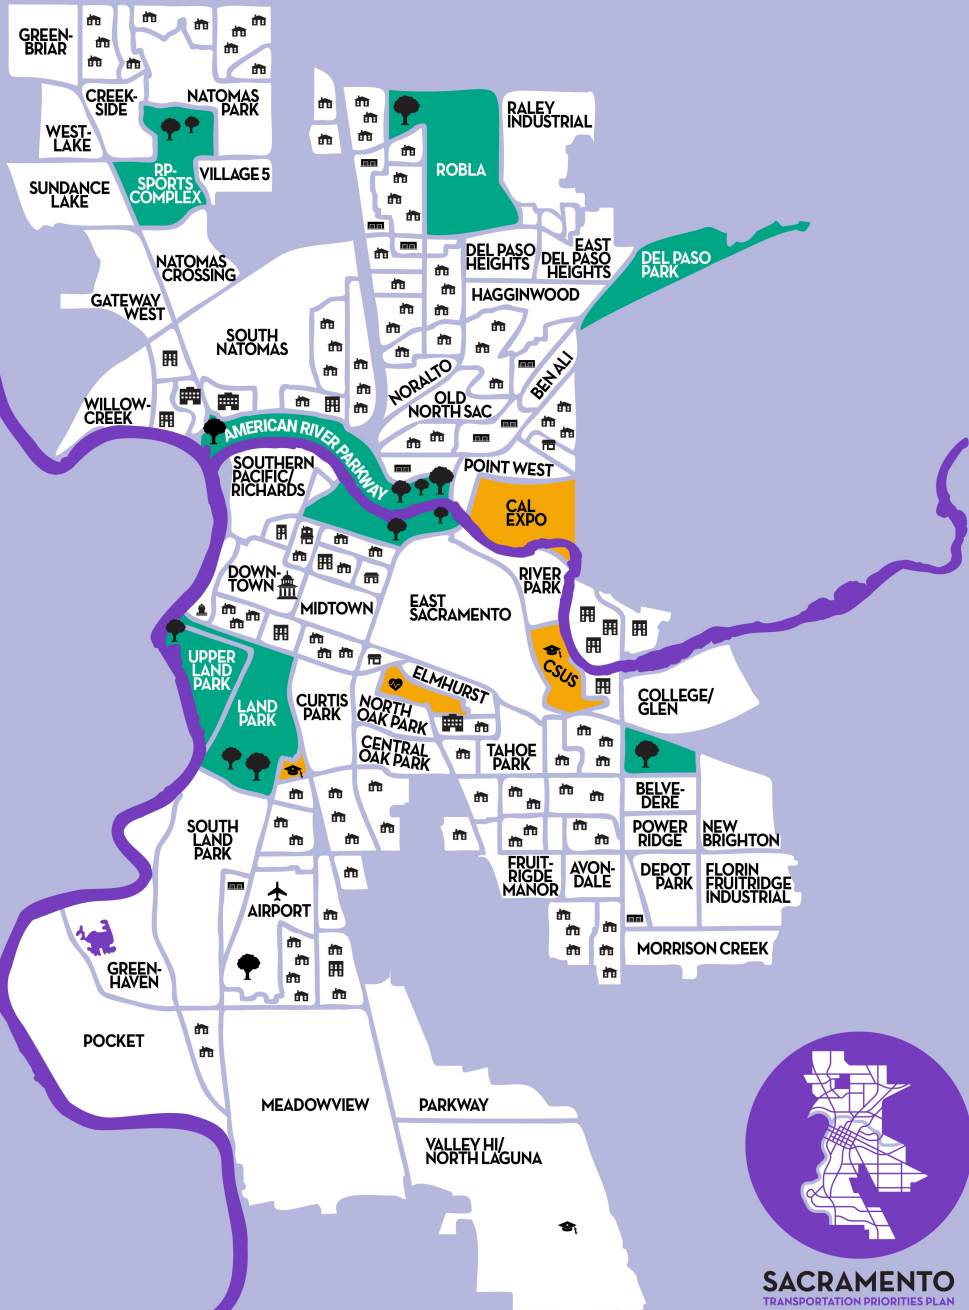 GREEN-
BRIAR
CREEK-
SIDE
NATOMAS
PARK
WEST-
LAKE
RP-
SPORTS
COMPLEX
VILLAGE 5
SUNDANCE
LAKE
RALEY
INDUSTRIAL
ROBLA
NATOMAS
CROSSING
DEL PASO
HEIGHTS
EAST
DEL PASO
HEIGHTS
DEL PASO
PARK
HAGGINWOOD
GATEWAY
WEST
SOUTH
NATOMAS
NORALTO
BEN ALI
OLD
NORTH SAC
WILLOW-
CREEK
AMERICAN RIVER PARKWAY
SOUTHERN
PACIFIC/
RICHARDS
POINT WEST
CAL
EXPO
DOWN-
TOWN
MIDTOWN
EAST
SACRAMENTO
RIVER
PARK
UPPER
LAND
PARK
LAND
PARK
CURTIS
PARK
NORTH
OAK PARK
ELMHURST
CSUS
COLLEGE/
GLEN
CENTRAL
OAK PARK
TAHOE
PARK
BELVE-
DERE
SOUTH
LAND
PARK
POWER
RIDGE
NEW
BRIGHTON
FRUIT-
RIGDE
MANOR
AVON-
DALE
DEPOT
PARK
FLORIN
FRUITRIDGE
INDUSTRIAL
AIRPORT
MORRISON CREEK
GREEN-
HAVEN
POCKET
MEADOWVIEW
PARKWAY
VALLEY HI/
NORTH LAGUNA
SACRAMENTO
TRANSPORTATION PRIORITIES PLAN